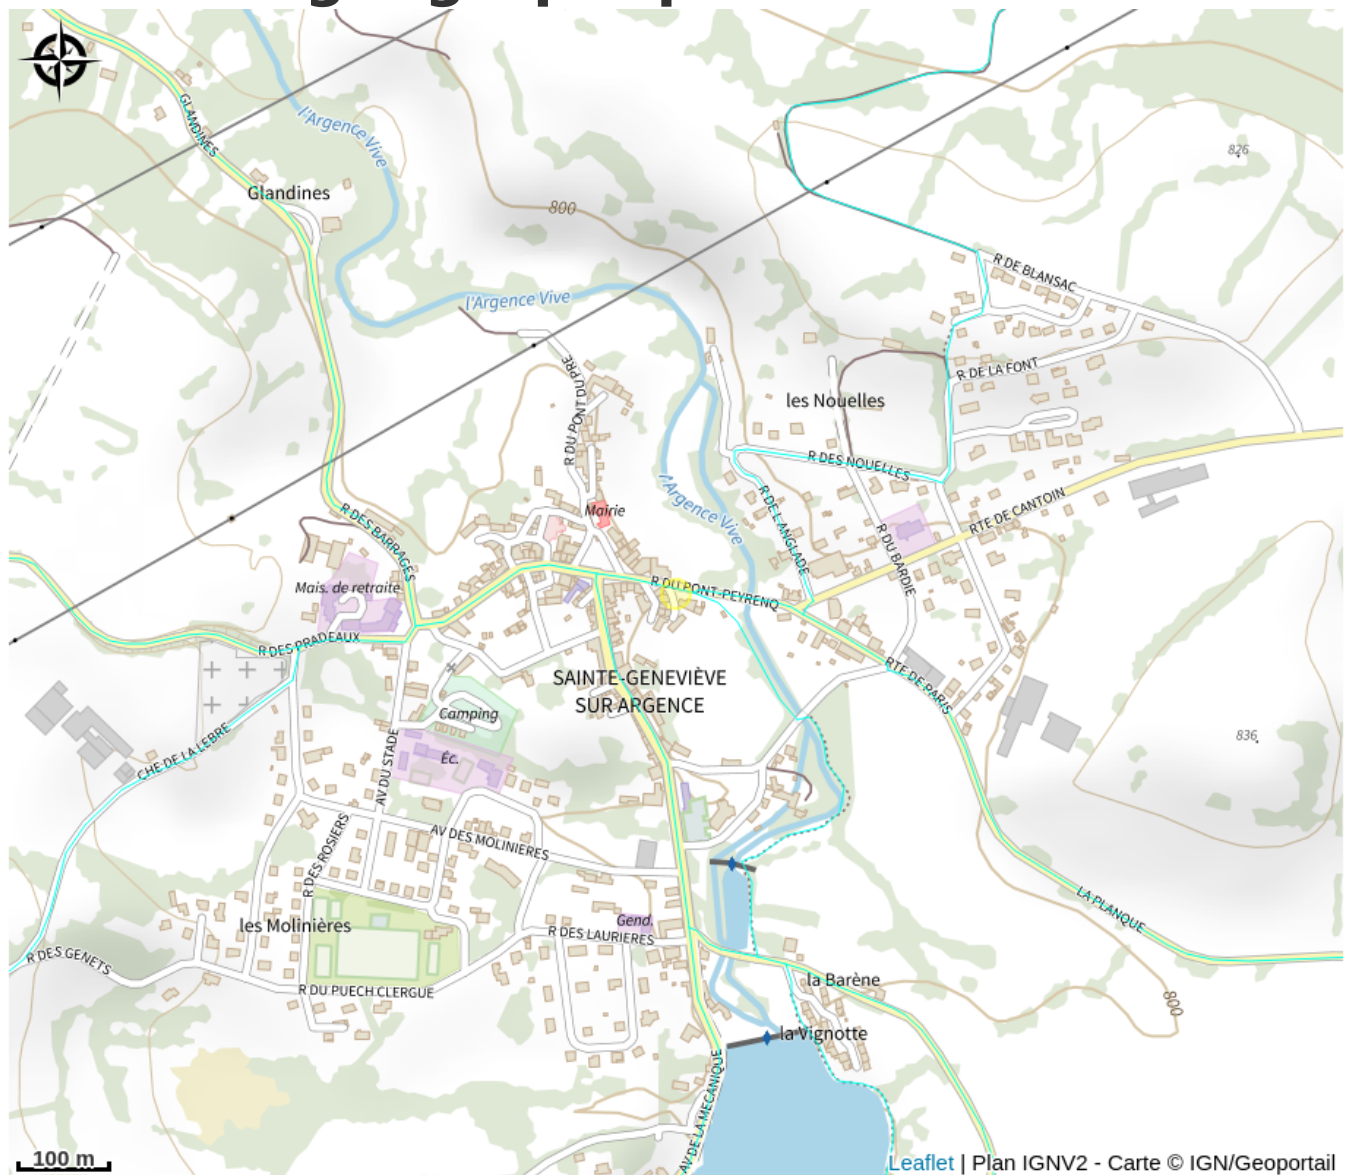 GLANDINES
l'Argence Vive
826
Glandines
800
R DE BLANSAC
l'Argence Vive
R DU PONT DU PRE
R DE LA FONT
les Nouelles
R DES NOUELLES
l'Argence Vive
R DE L'ANGLADE
RTE DE CANTOIN
Mairie
R DES BARRAGES
R DU BARDIE
Mais. de retraite
R DU PONT-PEYRENQ
R DES PRADEAUX
SAINTE-GENEVIÈVE
SUR ARGENCE
RTE DE PARIS
Camping
CHE DE LA LEBRE
836
Éc.
AV DU STADE
AV DES MOLINIERES
R DES ROSIERS
LA PLANQUE
les Molinières
Gend.
R DES LAURIERES
R DES GENETS
la Barène
R DU PUECH CLERGUE
800
la Vignotte
AV DE LA MECANIQUE
100 m
Leaflet | Plan IGNV2 - Carte © IGN/Geoportail